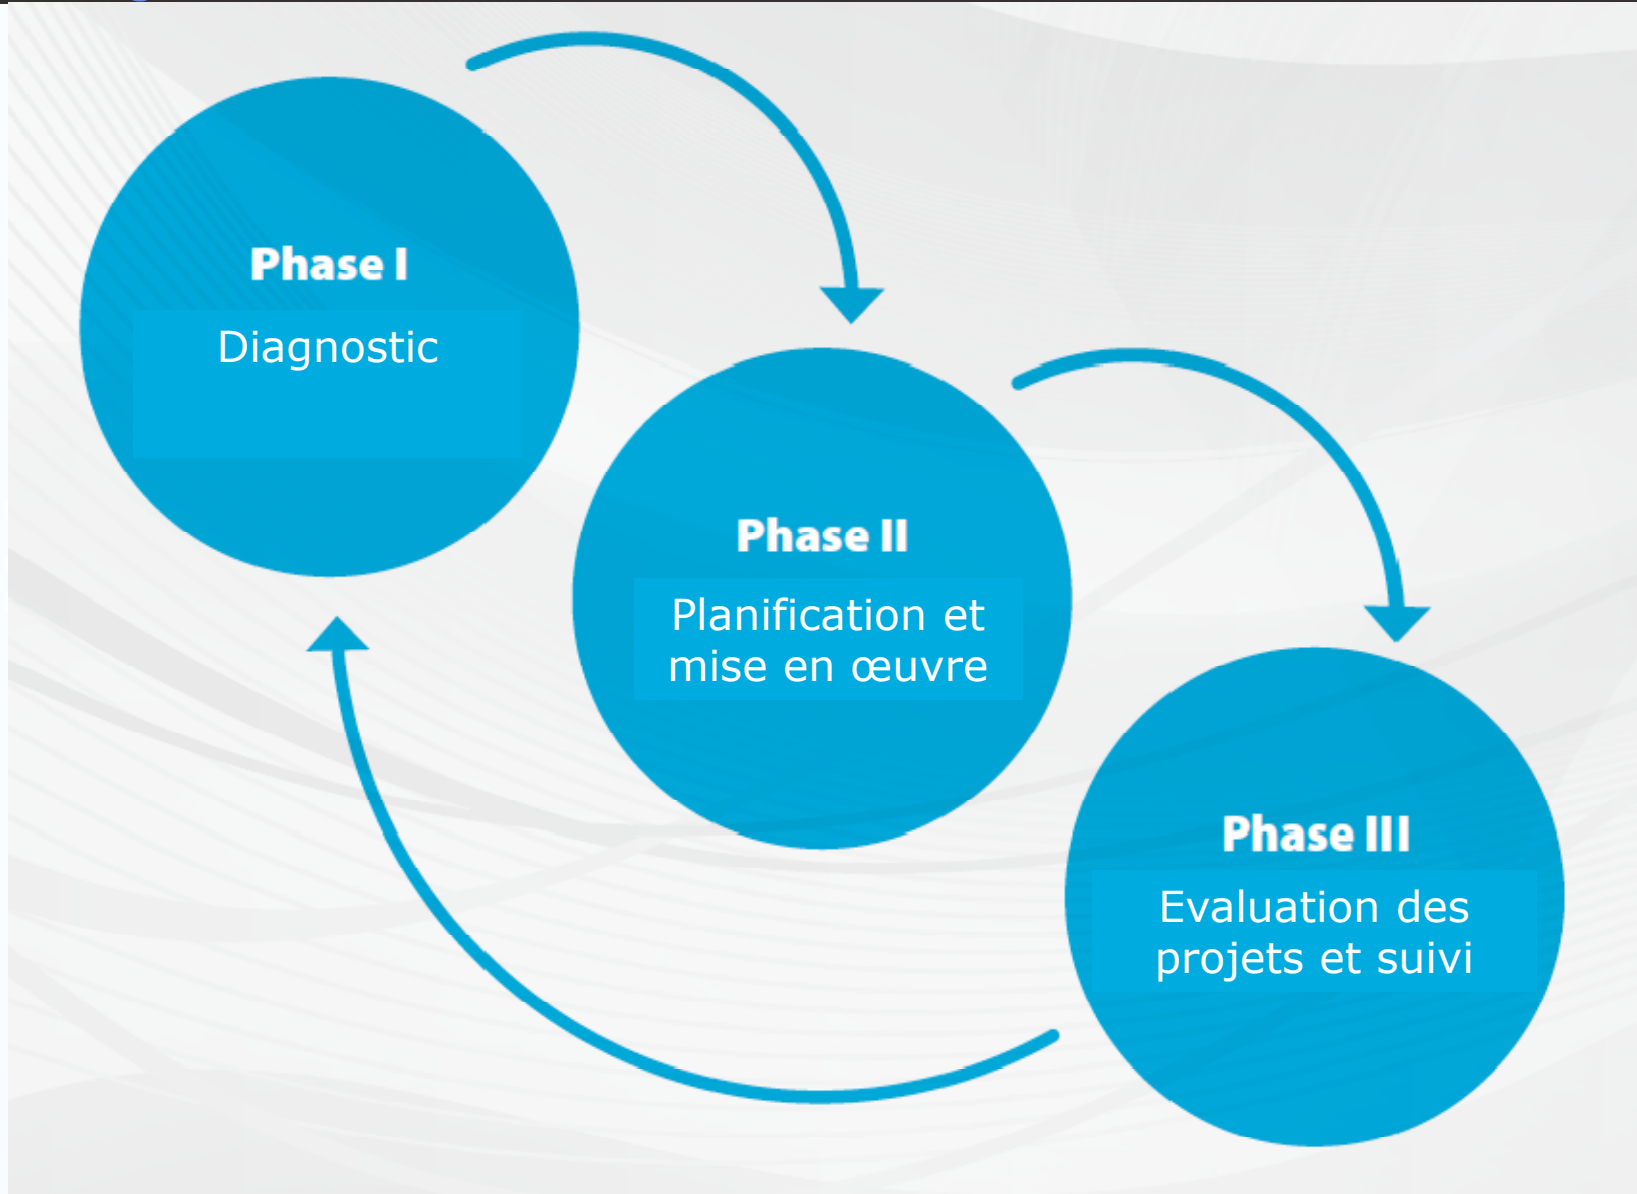 Phase I
Diagnostic
Phase II
Planification et
mise en œuvre
Phase III
Evaluation des
projets et suivi